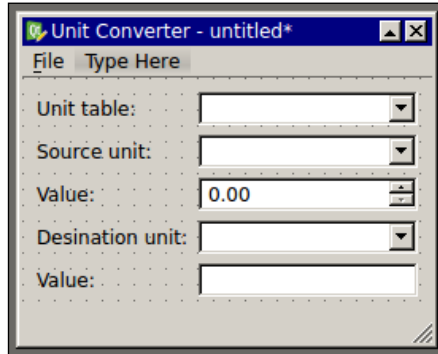 Unit Converter - untitled*
File Type Here
Unit table:
Source unit:
Value: 0.00
Desination unit:
Value: